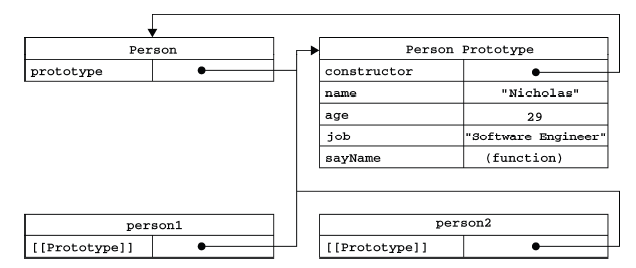 Person
prototype
Person Prototype
constructor
name "Nicholas"
age 29
job "Software Engineer"
sayName (function)
person1
[[Prototype]]
person2
[[Prototype]]